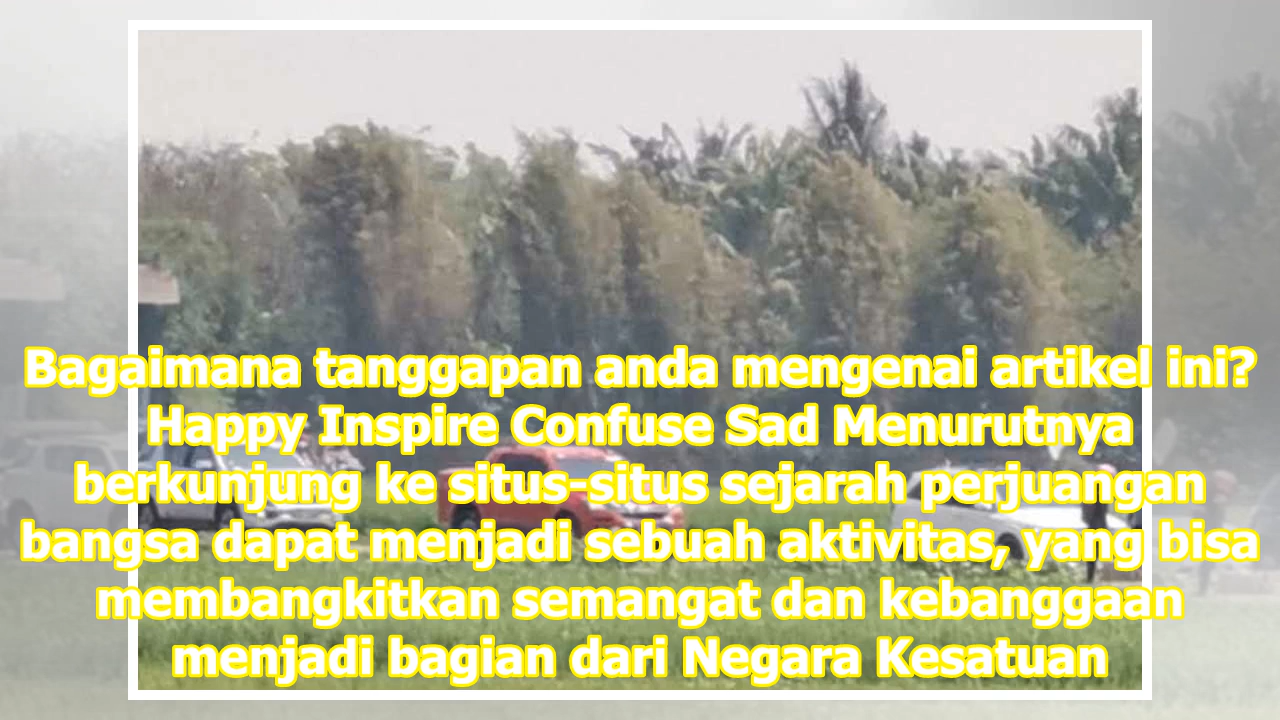 Bagaimana tanggapan anda mengenai artikel ini?
Happy Inspire Confuse Sad Menurutnya
berkunjung ke situs-situs sejarah perjuangan
bangsa dapat menjadi sebuah aktivitas, yang bisa
membangkitkan semangat dan kebanggaan
menjadi bagian dari Negara Kesatuan